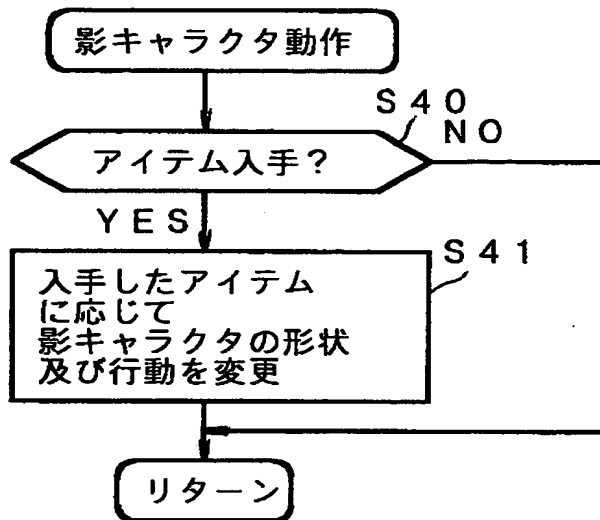 影キャラクタ動作
S40
NO
アイテム入手?
YES
S41
入手したアイテム
に応じて
影キャラクタの形状
及び行動を変更
リターン